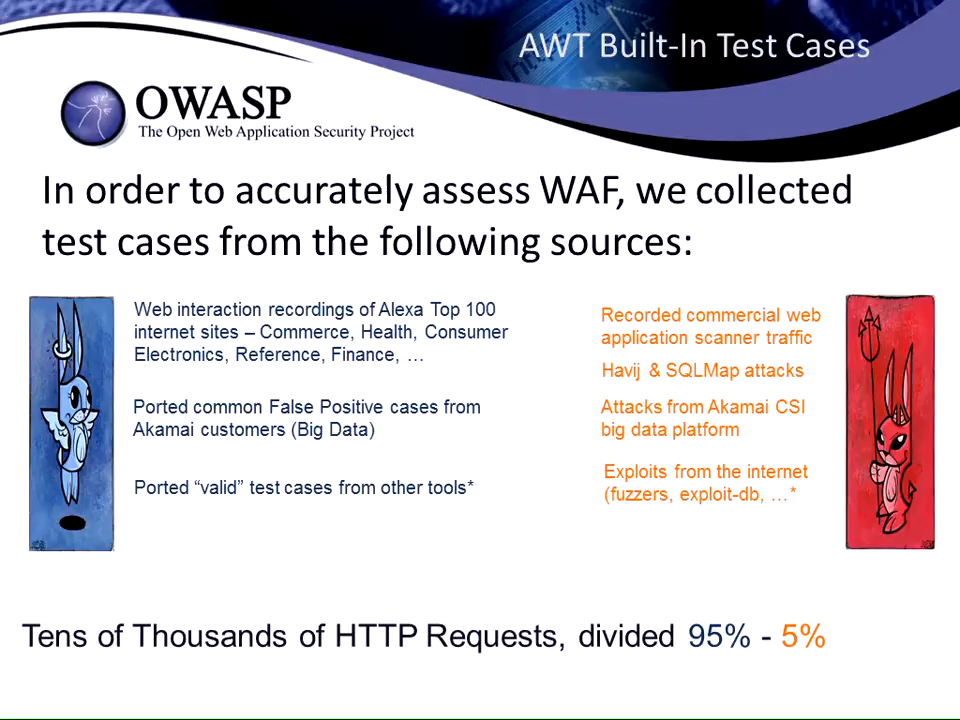 AWT Built-In Test Cases
OWASP
The Open Web Application Security Project
In order to accurately assess WAF, we collected
test cases from the following sources:
Web interaction recordings of Alexa Top 100
internet sites – Commerce, Health, Consumer
Electronics, Reference, Finance, …
Ported common False Positive cases from
Akamai customers (Big Data)
Ported “valid” test cases from other tools*
Recorded commercial web
application scanner traffic
Havij & SQLMap attacks
Attacks from Akamai CSI
big data platform
Exploits from the internet
(fuzzers, exploit-db, …*
Tens of Thousands of HTTP Requests, divided 95% - 5%